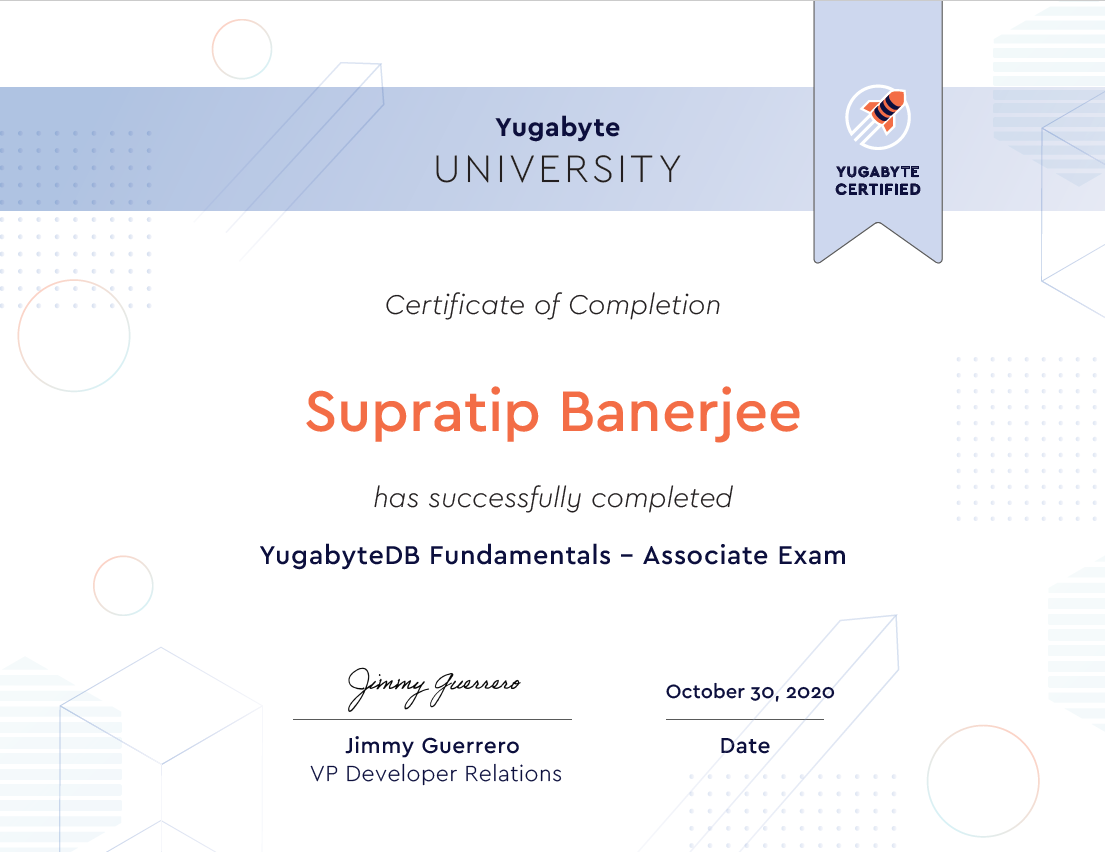 Yugabyte
UNIVERSITY
YUGABYTE
CERTIFIED
Certificate of Completion
Supratip Banerjee
has successfully completed
YugabyteDB Fundamentals – Associate Exam
Jimmy Guerrero
October 30, 2020
Jimmy Guerrero
Date
VP Developer Relations